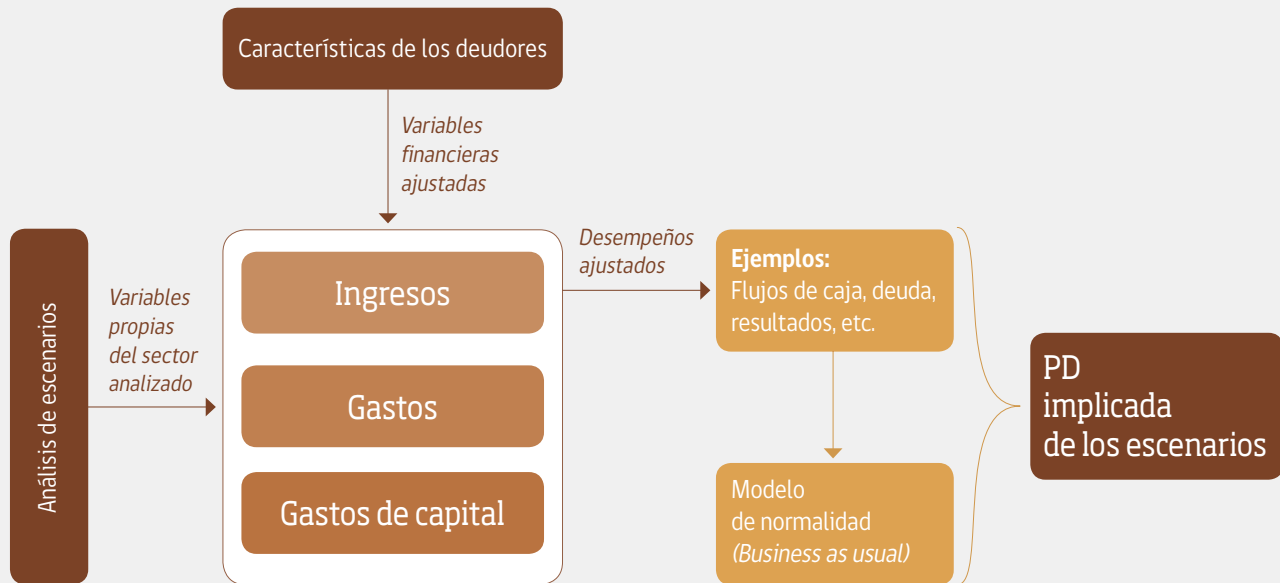 Características de los deudores
Variables
financieras
ajustadas
Análisis de escenarios
Variables
propias
del sector
analizado
Ingresos
Gastos
Gastos de capital
Desempeños
ajustados
Ejemplos:
Flujos de caja, deuda,
resultados, etc.
Modelo
de normalidad
(Business as usual)
PD
implicada
de los escenarios